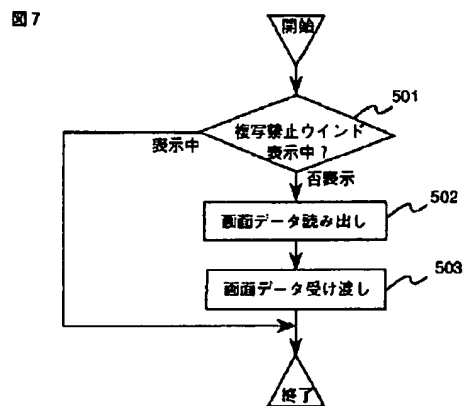 図7
開始
501
複写禁止ウインド
表示中?
表示中
否表示
502
画面データ読み出し
503
画面データ受け渡し
終了